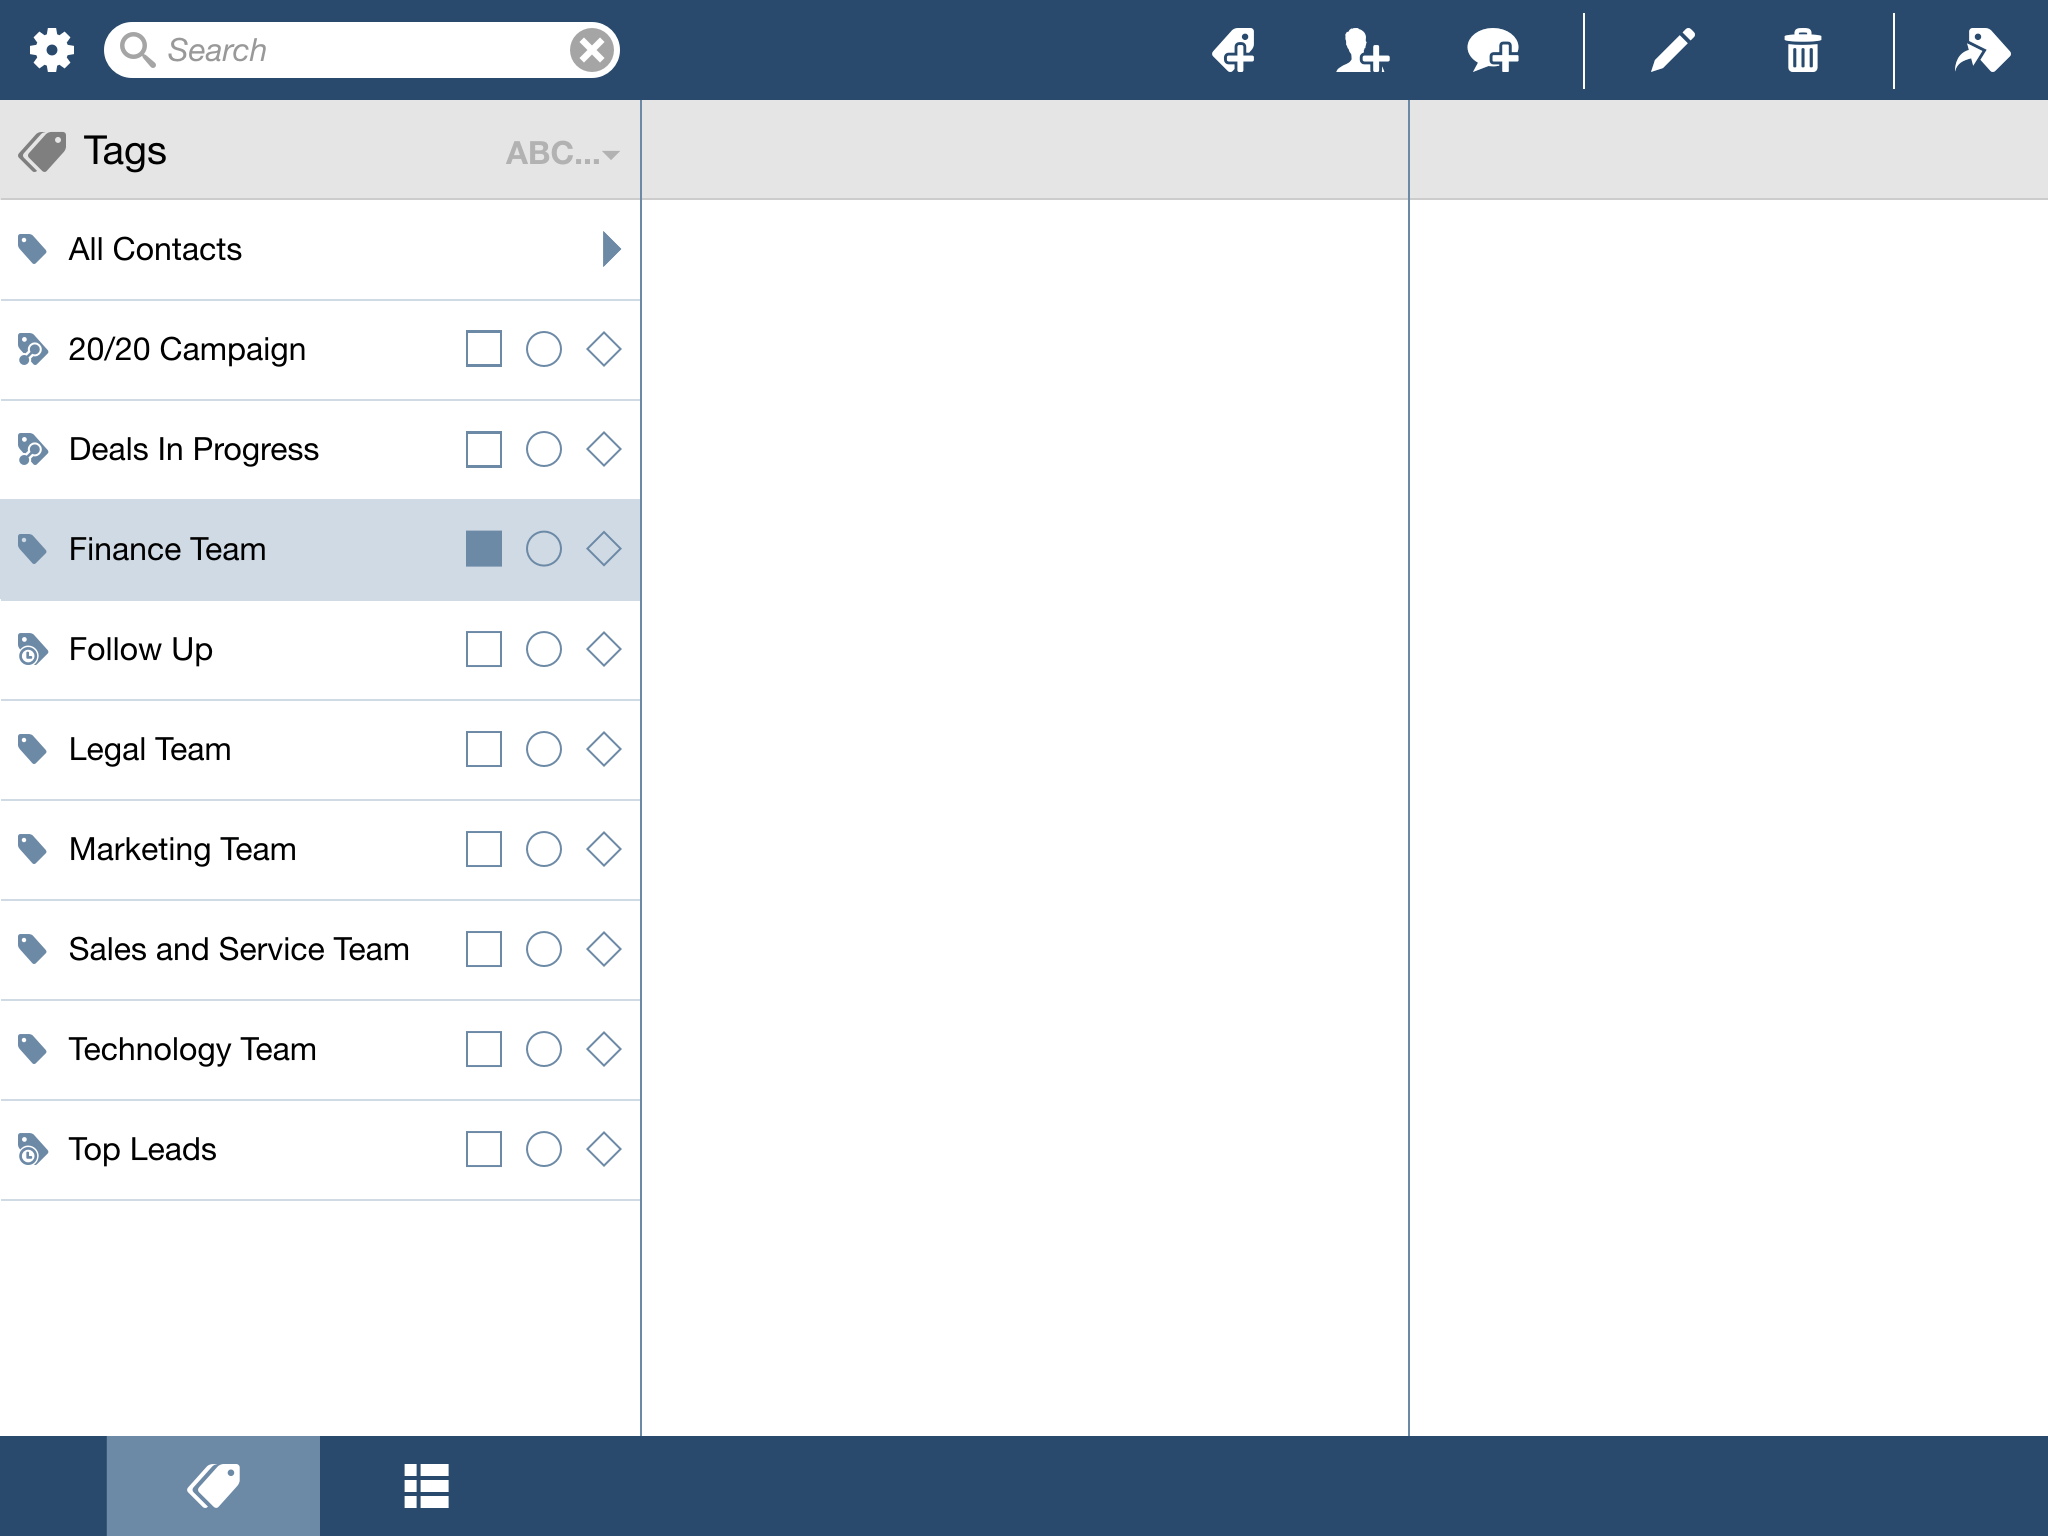 Search
Tags
ABC...
All Contacts
20/20 Campaign
Deals In Progress
Finance Team
Follow Up
Legal Team
Marketing Team
Sales and Service Team
Technology Team
Top Leads